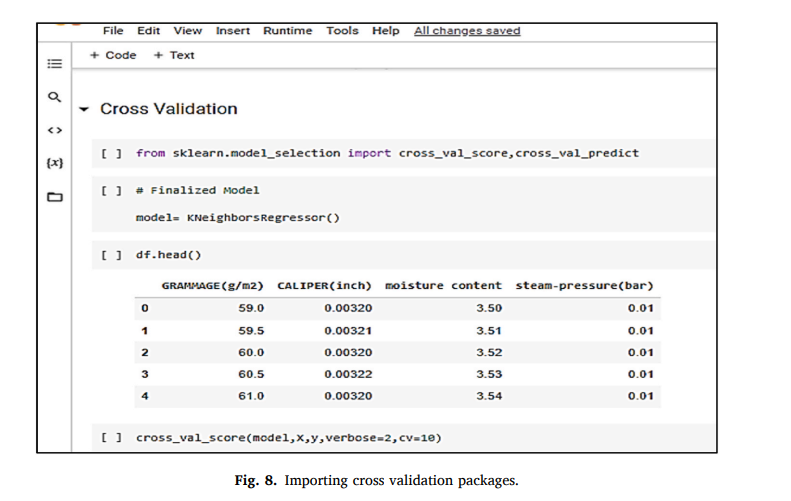 File Edit View Insert Runtime Tools Help All changes saved
+ Code + Text
Cross Validation
[ ] from sklearn.model_selection import cross_val_score,cross_val_predict
[ ] # Finalized Model
model= KNeighborsRegressor()
[ ] df.head()
GRAMMAGE(g/m2) CALIPER(inch) moisture content steam-pressure(bar)
0 59.0 0.00320 3.50 0.01
1 59.5 0.00321 3.51 0.01
2 60.0 0.00320 3.52 0.01
3 60.5 0.00322 3.53 0.01
4 61.0 0.00320 3.54 0.01
[ ] cross_val_score(model,X,y,verbose=2,cv=10)
Fig. 8. Importing cross validation packages.